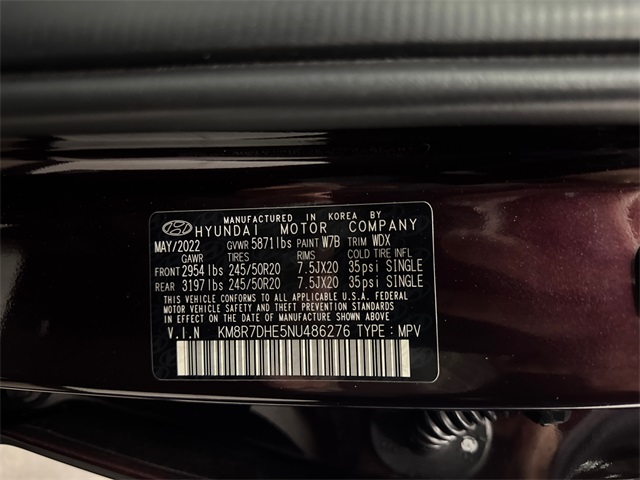 MANUFACTURED IN KOREA BY
HYUNDAI MOTOR COMPANY
MAY/2022 GVWR 5871 lbs PAINT W7B TRIM WDX
GAWR TIRES RIMS COLD TIRE INFL
FRONT 2954 lbs 245/50R20 7.5JX20 35psi SINGLE
REAR 3197 lbs 245/50R20 7.5JX20 35psi SINGLE
THIS VEHICLE CONFORMS TO ALL APPLICABLE U.S.A. FEDERAL
MOTOR VEHICLE SAFETY AND THEFT PREVENTION STANDARDS
IN EFFECT ON THE DATE OF MANUFACTURE SHOWN ABOVE.
V.I.N KM8R7DHE5NU486276 TYPE : MPV